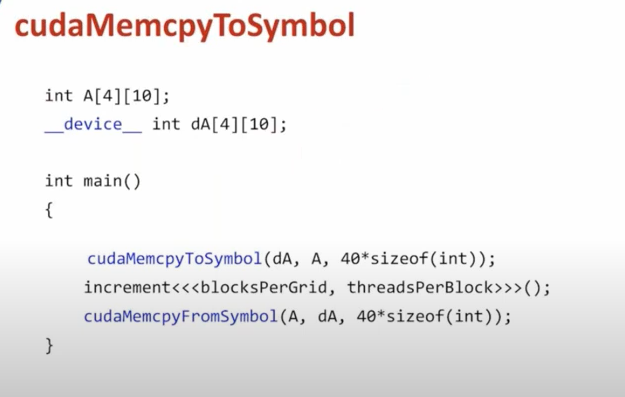 cudaMemcpyToSymbol
int A[4][10];
__device__ int dA[4][10];
int main()
{
cudaMemcpyToSymbol(dA, A, 40*sizeof(int));
increment<<<blocksPerGrid, threadsPerBlock>>>();
cudaMemcpyFromSymbol(A, dA, 40*sizeof(int));
}